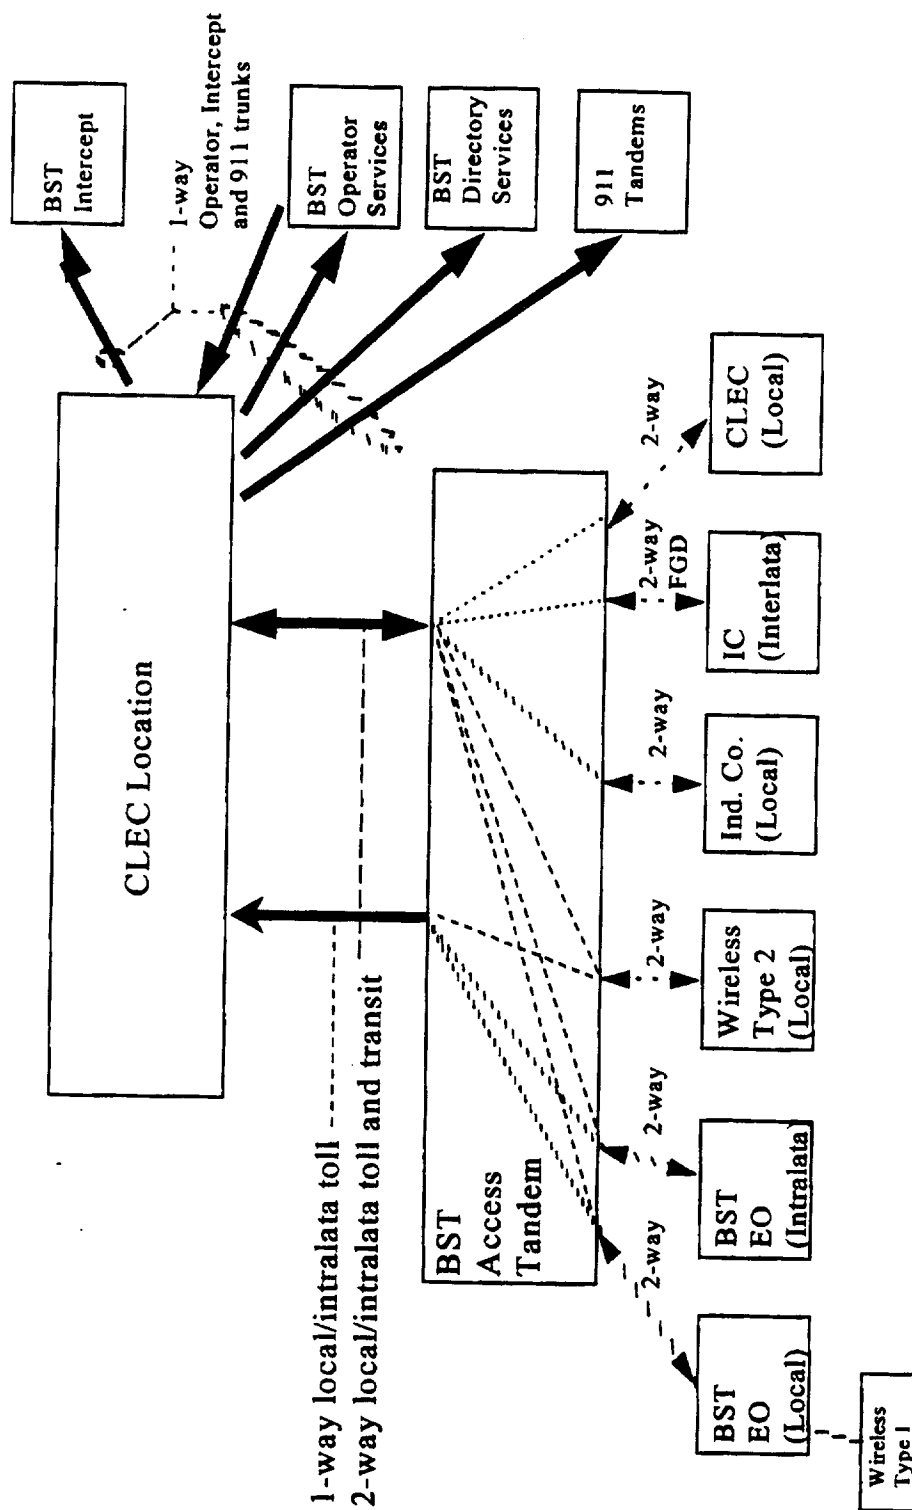 BST
Intercept
1-way
Operator, Intercept
and 911 trunks
BST
Operator
Services
BST
Directory
Services
911
Tandems
CLEC Location
1-way local/intralata toll
2-way local/intralata toll and transit
BST
Access
Tandem
2-way
2-way
2-way
2-way
2-way
FGD
2-way
BST
EO
(Local)
BST
EO
(Intralata)
Wireless
Type 2
(Local)
Ind. Co.
(Local)
IC
(Interlata)
CLEC
(Local)
Wireless
Type 1